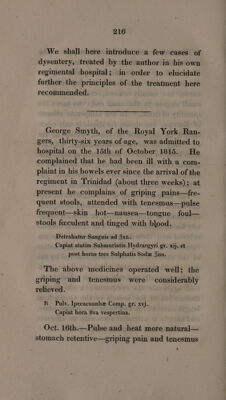 216
We shall here introduce a few cases of
dysentery, treated by the author in his own
regimental hospital; in order to elucidate
further the principles of the treatment here
recommended.
George Smyth, of the Royal York Ran-
gers, thirty-six years of age, was admitted to
hospital on the 15th of October, 1815. He
complained that he had been ill with a com-
plaint in his bowels ever since the arrival of the
regiment in Trinidad (about three weeks); at
present he complains of griping pains—fre-
quent stools, attended with tenesmus—pulse
frequent—skin hot—nausea—tongue foul—
stools fœculent and tinged with blood.
Detrahatur Sanguis ad ℥xx.
Capiat statim Submuriatis Hydrargyri gr. xij. et
post horas tres Sulphatis Sodæ ℥iss.
The above medicines operated well; the
griping and tenesmus were considerably
relieved.
℞ Pulv. Ipecacuanhæ Comp. gr. xvj.
Capiat hora 8va vespertina.
Oct. 16th.—Pulse and heat more natural—
stomach retentive—griping pain and tenesmus